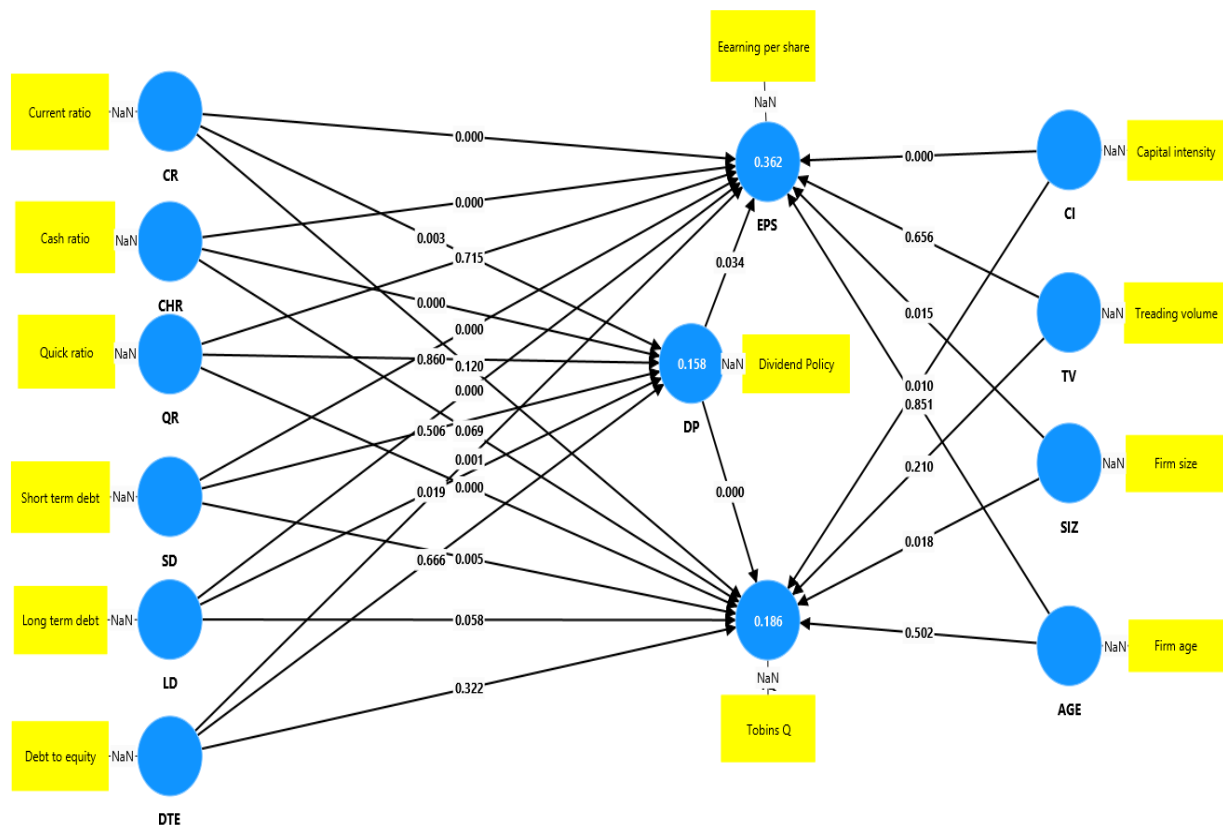 Eearning per share
NaN
Current ratio
NaN
CR
0.000
0.362
EPS
0.000
NaN
Capital intensity
CI
Cash ratio
NaN
CHR
0.000
0.003
0.715
0.034
0.656
NaN
Treading volume
TV
Quick ratio
NaN
QR
0.000
0.000
0.860
0.120
0.000
0.158
NaN
Dividend Policy
DP
0.015
0.010
0.851
0.506
0.069
0.001
0.019
0.000
0.000
0.210
NaN
Firm size
SIZ
Short term debt
NaN
SD
0.666
0.005
0.018
Long term debt
NaN
LD
0.058
0.186
0.502
NaN
Firm age
AGE
0.322
NaN
Tobins Q
Debt to equity
NaN
DTE